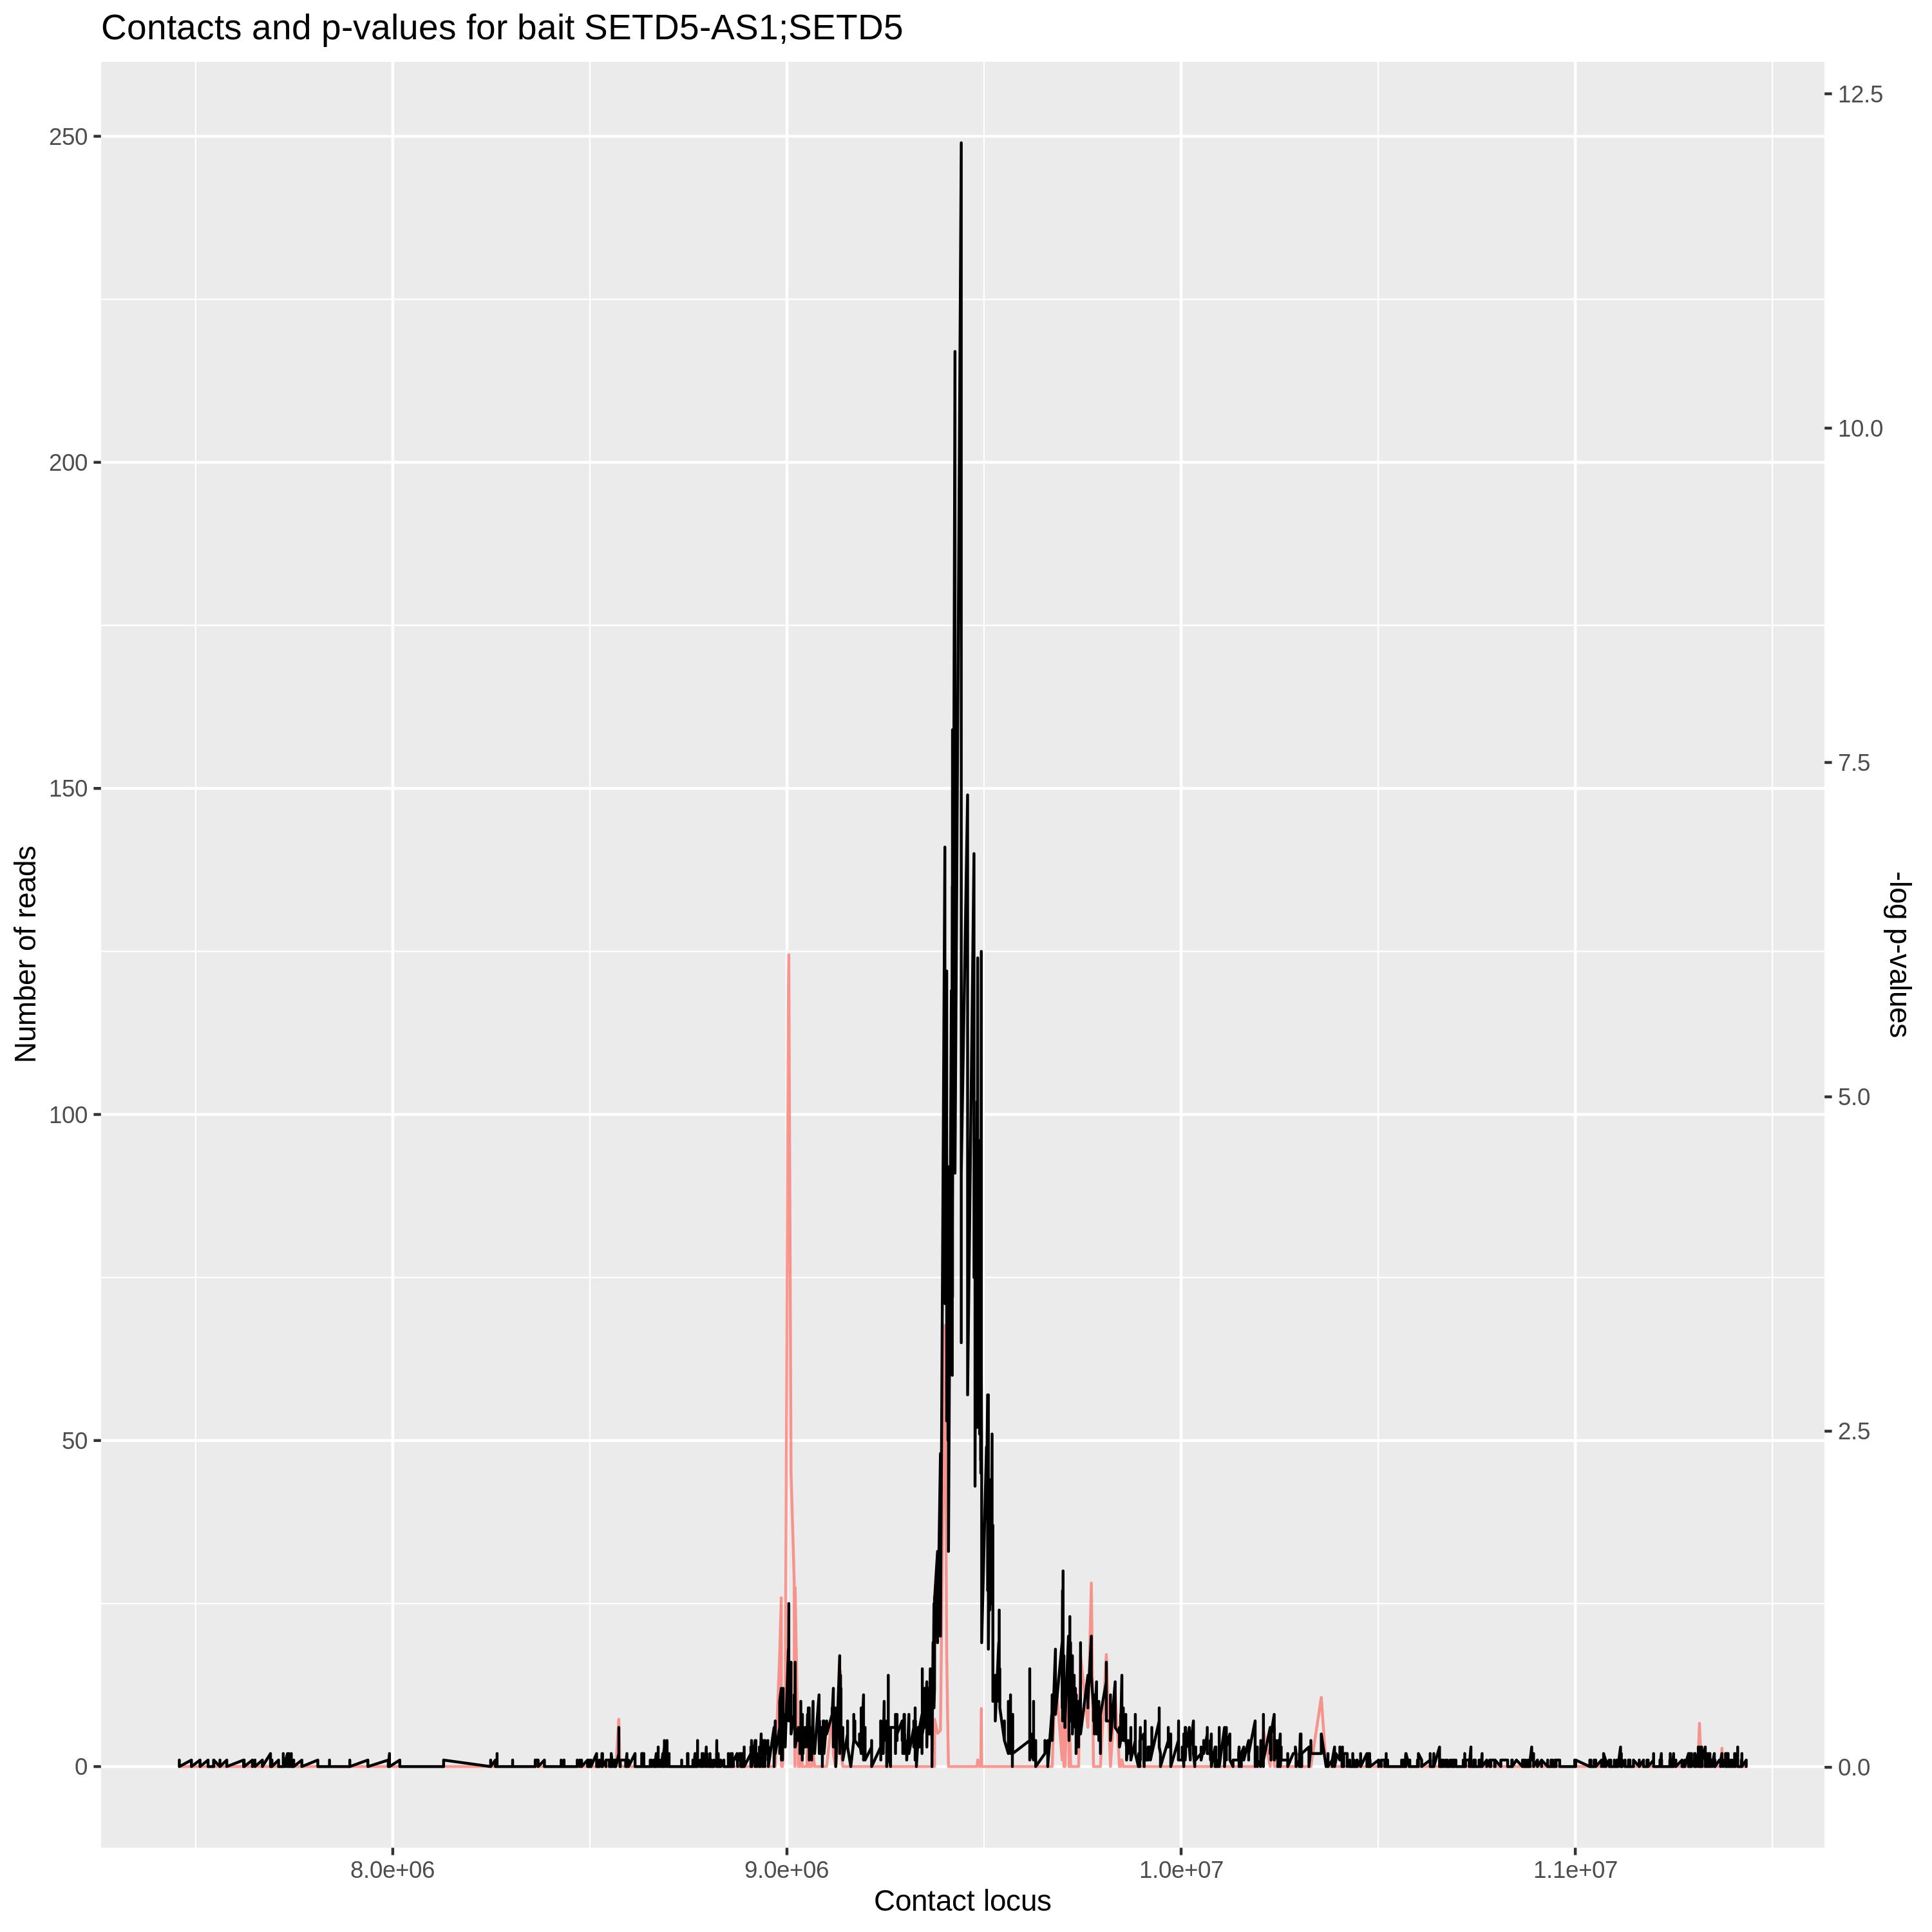 Contacts and p-values for bait SETD5-AS1;SETD5
250
200
150
100
50
0
Number of reads
12.5
10.0
7.5
5.0
2.5
0.0
-log p-values
8.0e+06
9.0e+06
1.0e+07
1.1e+07
Contact locus